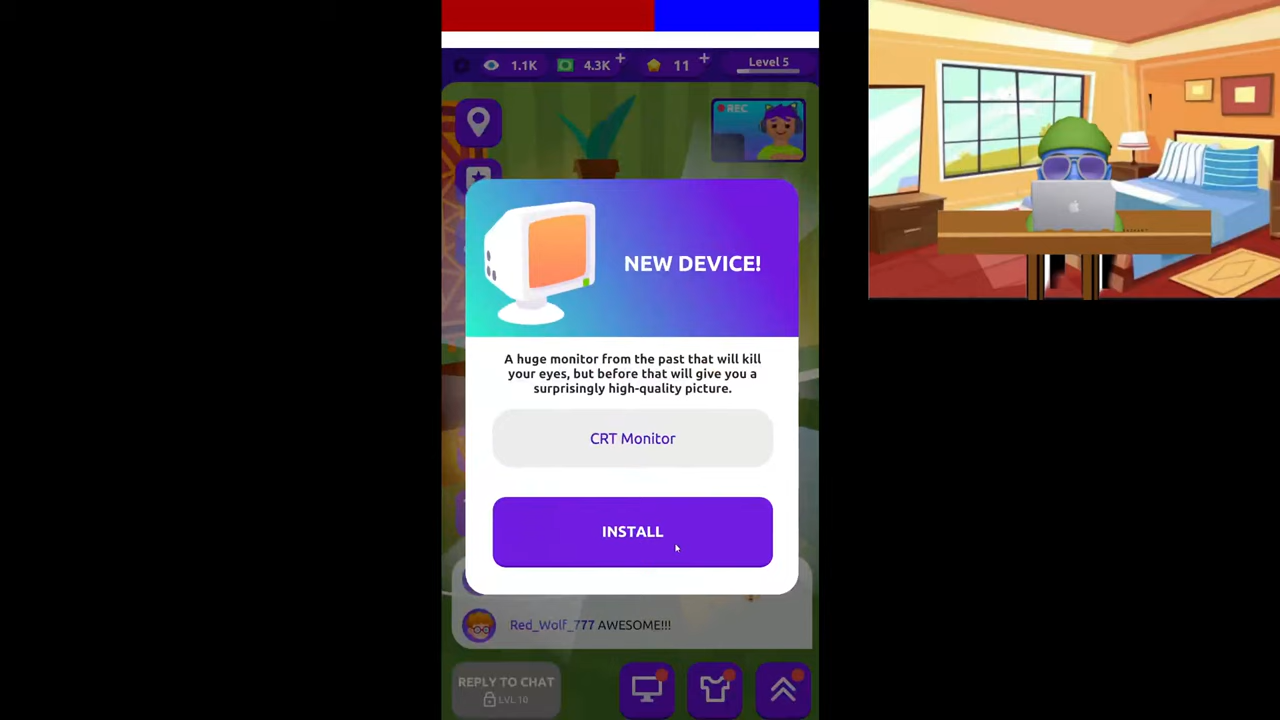 1.1K 4.3K 11 Level 5
REC
NEW DEVICE!
A huge monitor from the past that will kill
your eyes, but before that will give you a
surprisingly high-quality picture.
CRT Monitor
INSTALL
Red_Wolf_777 AWESOME!!!
REPLY TO CHAT
LVL 10